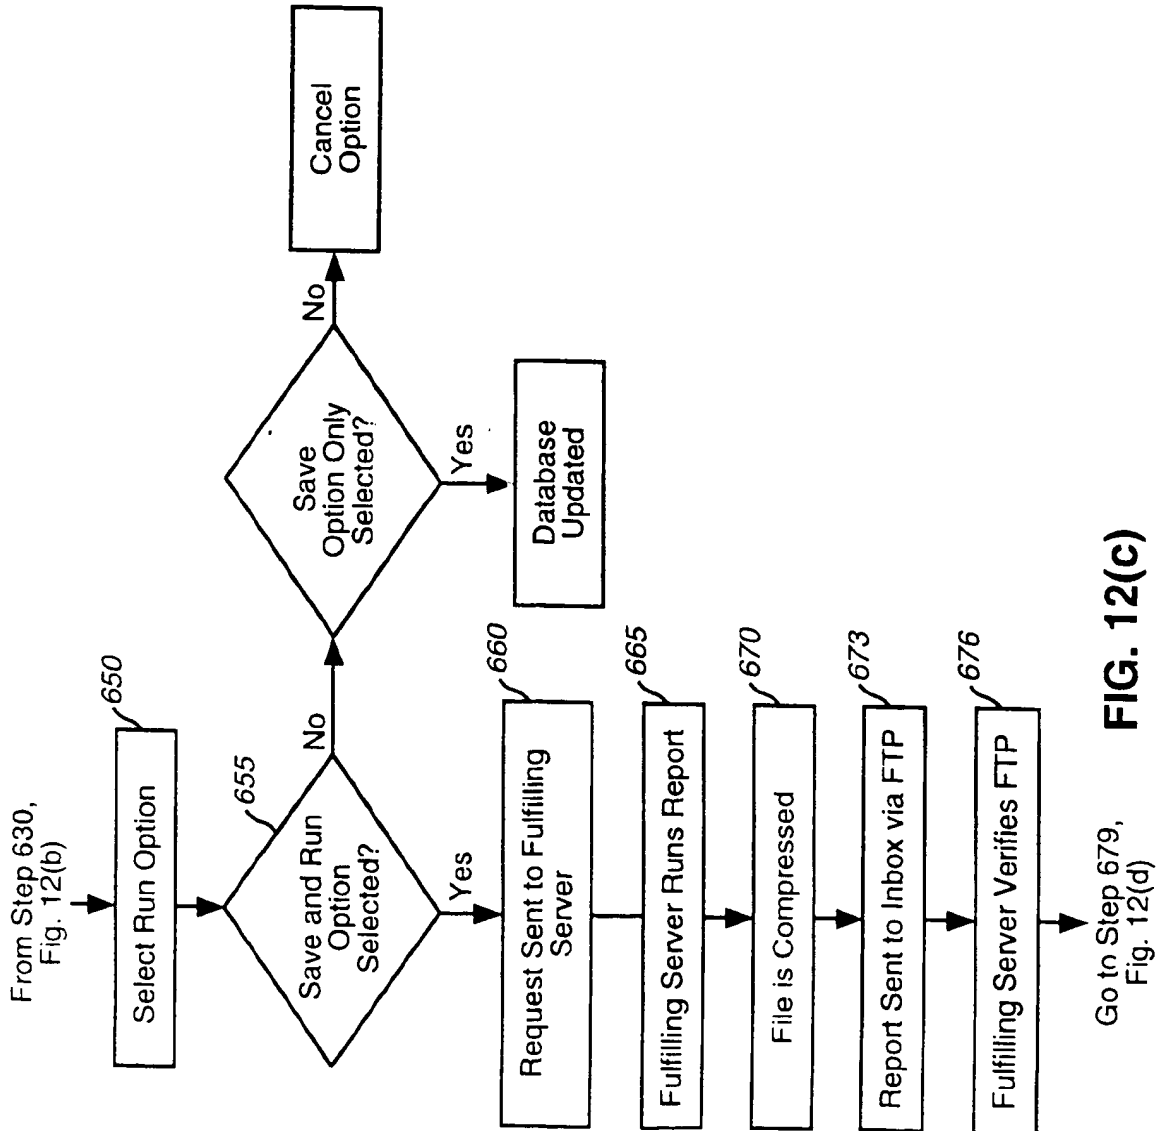 From Step 630,
Fig. 12(b)
650
Select Run Option
655
Save and Run
Option
Selected?
No
Save
Option Only
Selected?
No
Cancel
Option
Yes
Database
Updated
Yes
660
Request Sent to Fulfilling
Server
665
Fulfilling Server Runs Report
670
File is Compressed
673
Report Sent to Inbox via FTP
676
Fulfilling Server Verifies FTP
Go to Step 679,
Fig. 12(d)
FIG. 12(c)